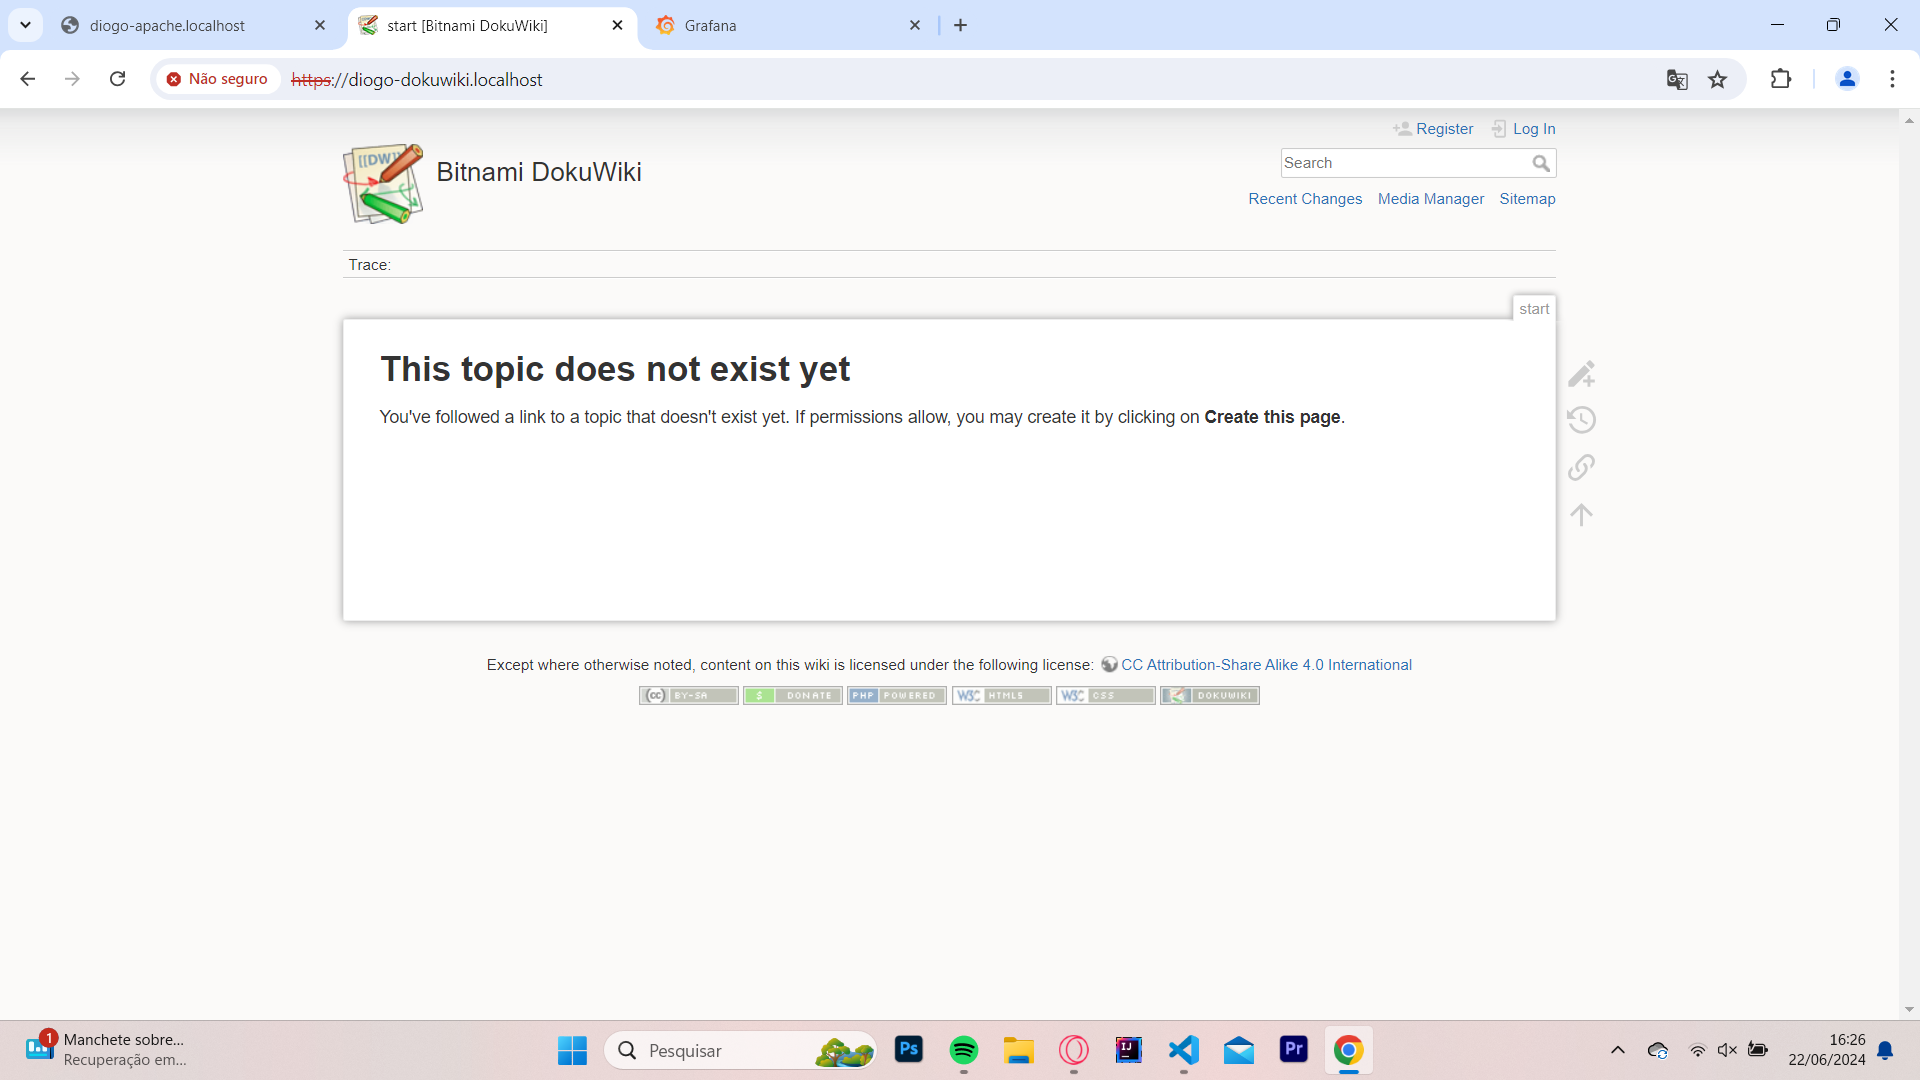 diogo-apache.localhost
start [Bitnami DokuWiki]
Grafana
Não seguro
https://diogo-dokuwiki.localhost
Register
Log In
[[DW]]
Bitnami DokuWiki
Search
Recent Changes
Media Manager
Sitemap
Trace:
start
This topic does not exist yet
You've followed a link to a topic that doesn't exist yet. If permissions allow, you may create it by clicking on Create this page.
Except where otherwise noted, content on this wiki is licensed under the following license: CC Attribution-Share Alike 4.0 International
(cc) BY-SA
$ DONATE
PHP POWERED
W3C HTML5
W3C CSS
DOKUWIKI
1
Manchete sobre...
Recuperação em...
Pesquisar
Ps
IJ
Pr
16:26
22/06/2024